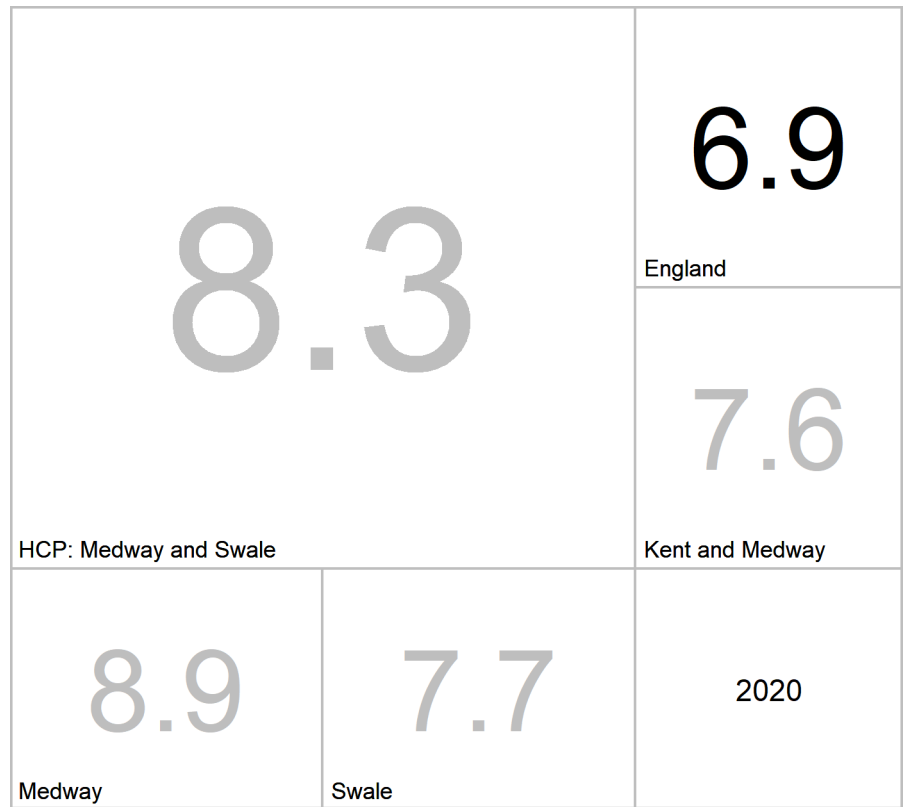 8.3
HCP: Medway and Swale
6.9
England
7.6
Kent and Medway
8.9
Medway
7.7
Swale
2020